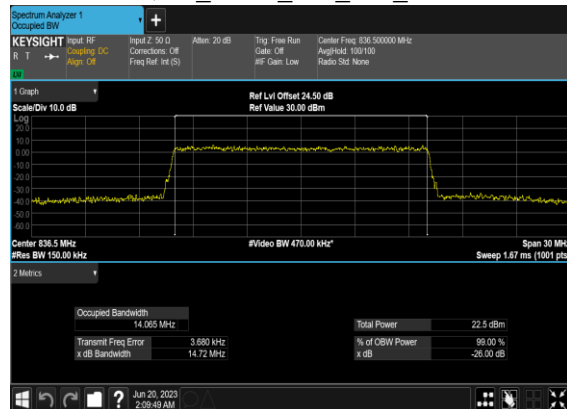 Spectrum Analyzer 1
Occupied BW
KEYSIGHT Input: RF Input Z: 50 Ω Atten: 20 dB Trig: Free Run Center Freq: 836.500000 MHz
R T Coupling: DC Corrections: Off Gate: Off Avg|Hold: 100/100
Align: Off Freq Ref: Int (S) #IF Gain: Low Radio Std: None
1 Graph
Ref Lvl Offset 24.50 dB
Scale/Div 10.0 dB Ref Value 30.00 dBm
Log
20.0
10.0
0.00
-10.0
-20.0
-30.0
-40.0
-50.0
-60.0
Center 836.5 MHz #Video BW 470.00 kHz* Span 30 MHz
#Res BW 150.00 kHz Sweep 1.67 ms (1001 pts
2 Metrics
Occupied Bandwidth
14.065 MHz Total Power 22.5 dBm
Transmit Freq Error 3.680 kHz % of OBW Power 99.00 %
x dB Bandwidth 14.72 MHz x dB -26.00 dB
? Jun 20, 2023
2:09:49 AM